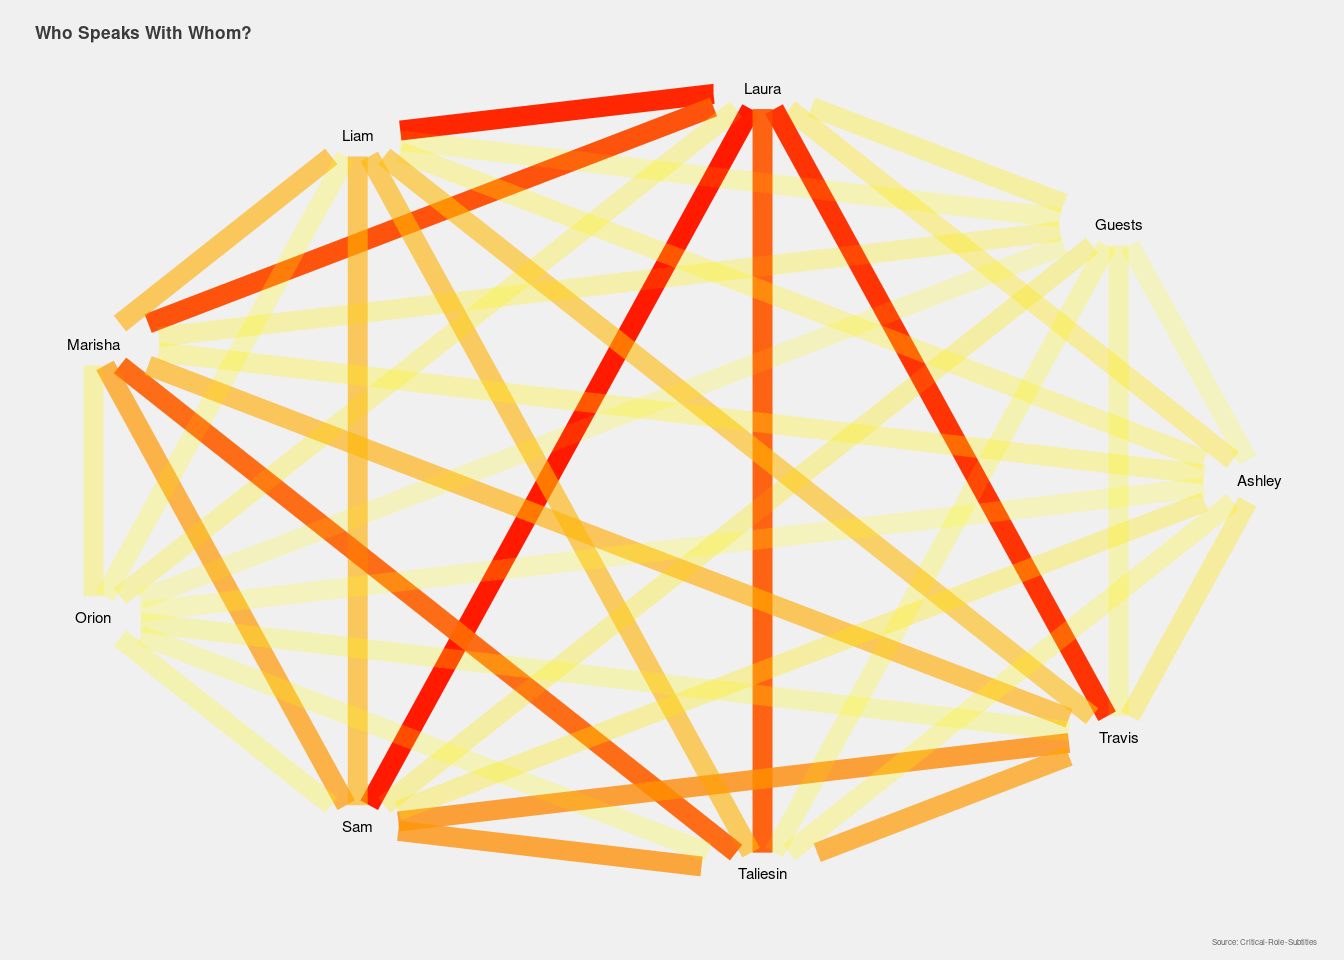 Who Speaks With Whom?
Laura
Liam
Guests
Marisha
Ashley
Orion
Travis
Sam
Taliesin
Source: Critical-Role-Subtitles